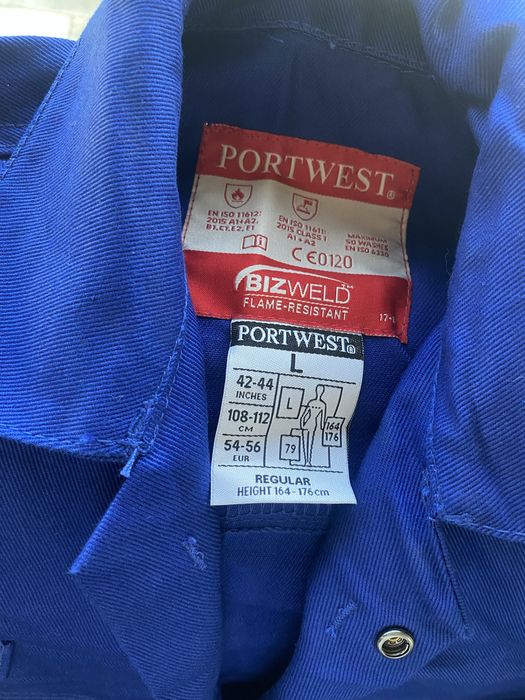 PORTWEST®
EN ISO 11612:
2015 A1+A2,
B1,C1,E2, F1
EN ISO 11611:
2015 CLASS 1
A1+A2
MAXIMUM
50 WASHES
EN ISO 6330
CE0120
BIZWELD™
FLAME-RESISTANT
PORTWEST®
L
42-44
INCHES
108-112
CM
54-56
EUR
L
164
176
79
REGULAR
HEIGHT 164-176cm